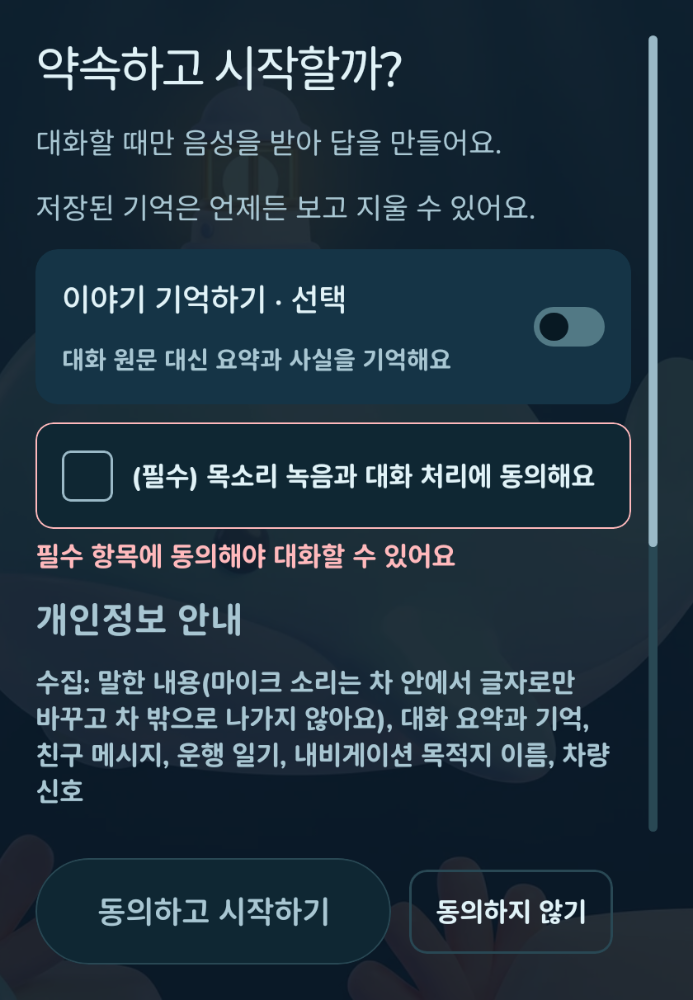 약속하고 시작할까?
대화할 때만 음성을 받아 답을 만들어요.
저장된 기억은 언제든 보고 지울 수 있어요.
이야기 기억하기 · 선택
대화 원문 대신 요약과 사실을 기억해요
(필수) 목소리 녹음과 대화 처리에 동의해요
필수 항목에 동의해야 대화할 수 있어요
개인정보 안내
수집: 말한 내용(마이크 소리는 차 안에서 글자로만
바꾸고 차 밖으로 나가지 않아요), 대화 요약과 기억,
친구 메시지, 운행 일기, 내비게이션 목적지 이름, 차량
신호
동의하고 시작하기
동의하지 않기